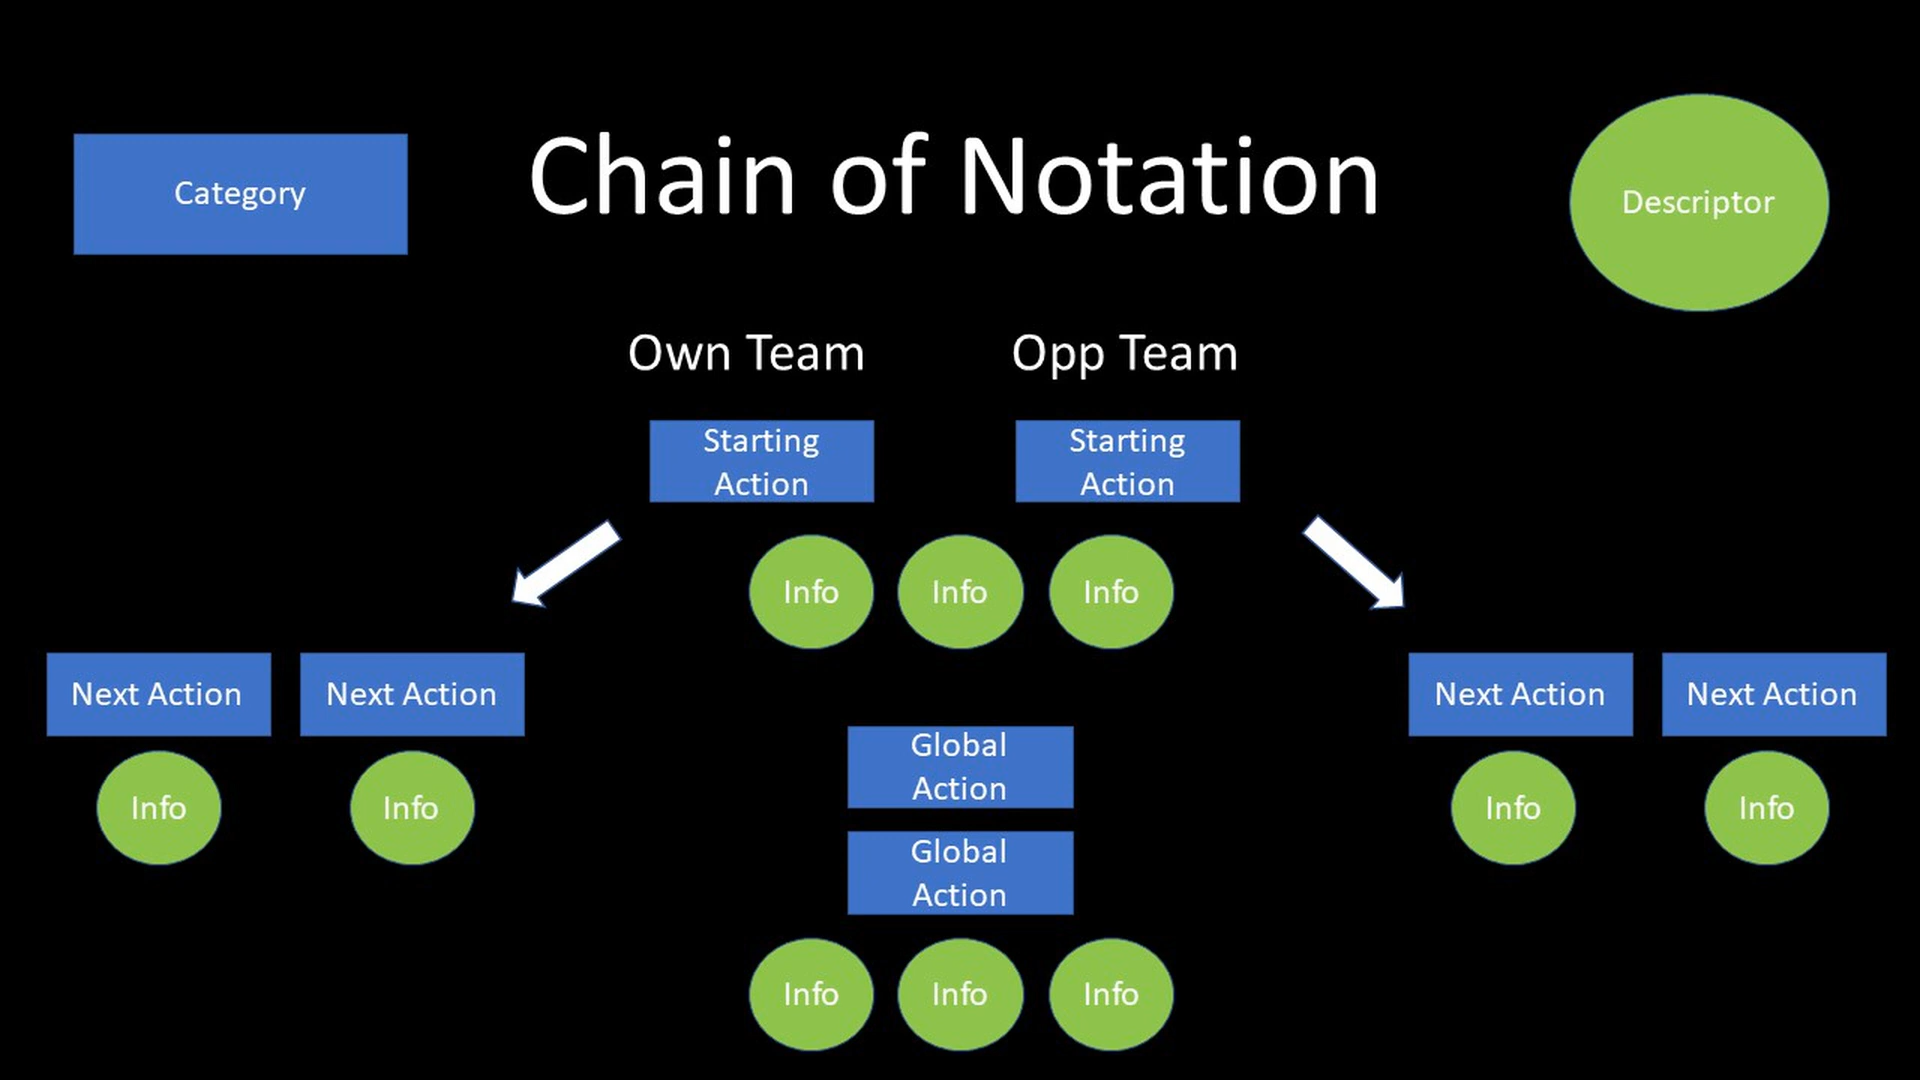 Category
Chain of Notation
Descriptor
Own Team
Opp Team
Starting
Action
Starting
Action
Info
Info
Info
Next Action
Next Action
Next Action
Next Action
Info
Info
Info
Info
Global
Action
Global
Action
Info
Info
Info